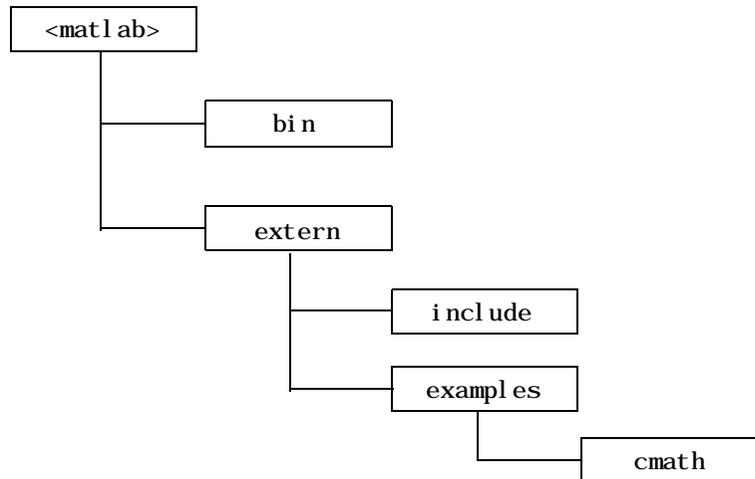 <matlab>
bin
extern
include
examples
cmath